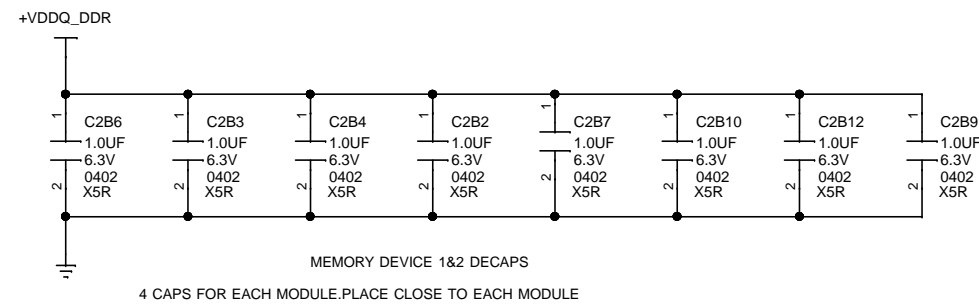 +VDDQ_DDR
1
C2B6
1.0UF
6.3V
0402
X5R
2
1
C2B3
1.0UF
6.3V
0402
X5R
2
1
C2B4
1.0UF
6.3V
0402
X5R
2
1
C2B2
1.0UF
6.3V
0402
X5R
2
1
C2B7
1.0UF
6.3V
0402
X5R
2
1
C2B10
1.0UF
6.3V
0402
X5R
2
1
C2B12
1.0UF
6.3V
0402
X5R
2
1
C2B9
1.0UF
6.3V
0402
X5R
2
MEMORY DEVICE 1&2 DECAPS
4 CAPS FOR EACH MODULE.PLACE CLOSE TO EACH MODULE